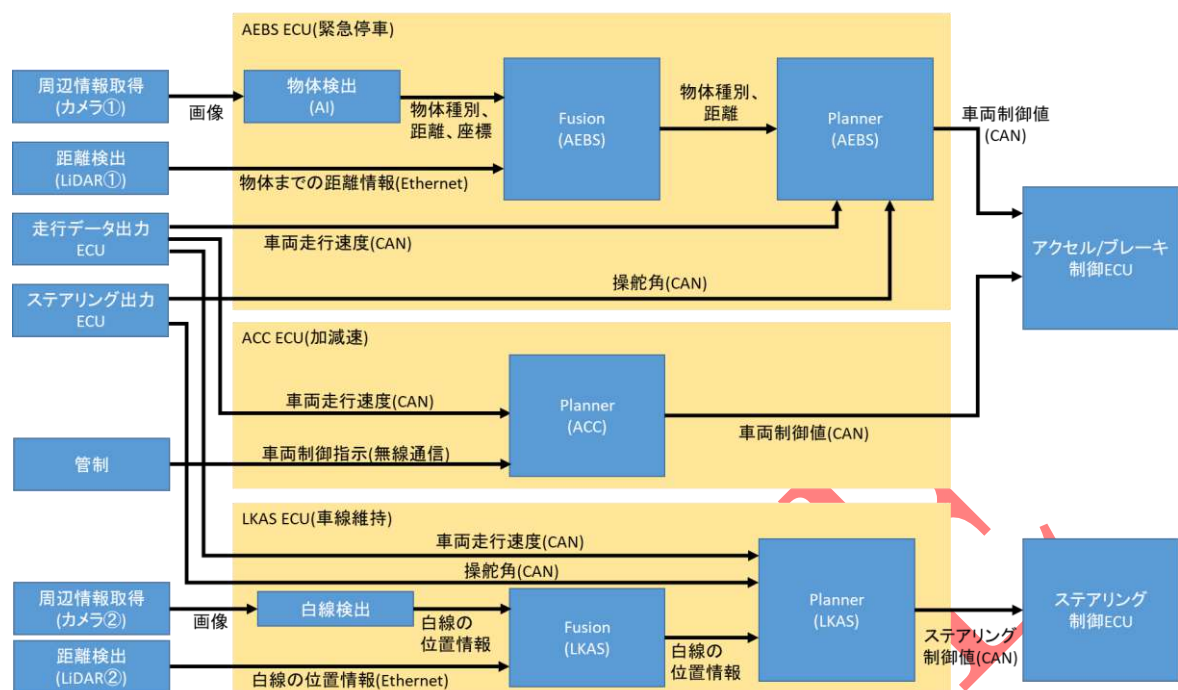 AEBS ECU(緊急停車)
周辺情報取得
(カメラ①)
画像
物体検出
(AI)
物体種別、
距離、座標
Fusion
(AEBS)
物体種別、
距離
Planner
(AEBS)
車両制御値
(CAN)
距離検出
(LiDAR①)
物体までの距離情報(Ethernet)
走行データ出力
ECU
車両走行速度(CAN)
アクセル/ブレーキ
制御ECU
ステアリング出力
ECU
操舵角(CAN)
ACC ECU(加減速)
車両走行速度(CAN)
Planner
(ACC)
車両制御値(CAN)
管制
車両制御指示(無線通信)
LKAS ECU(車線維持)
車両走行速度(CAN)
操舵角(CAN)
周辺情報取得
(カメラ②)
画像
白線検出
白線の
位置情報
Fusion
(LKAS)
白線の
位置情報
Planner
(LKAS)
ステアリング
制御値(CAN)
ステアリング
制御ECU
距離検出
(LiDAR②)
白線の位置情報(Ethernet)